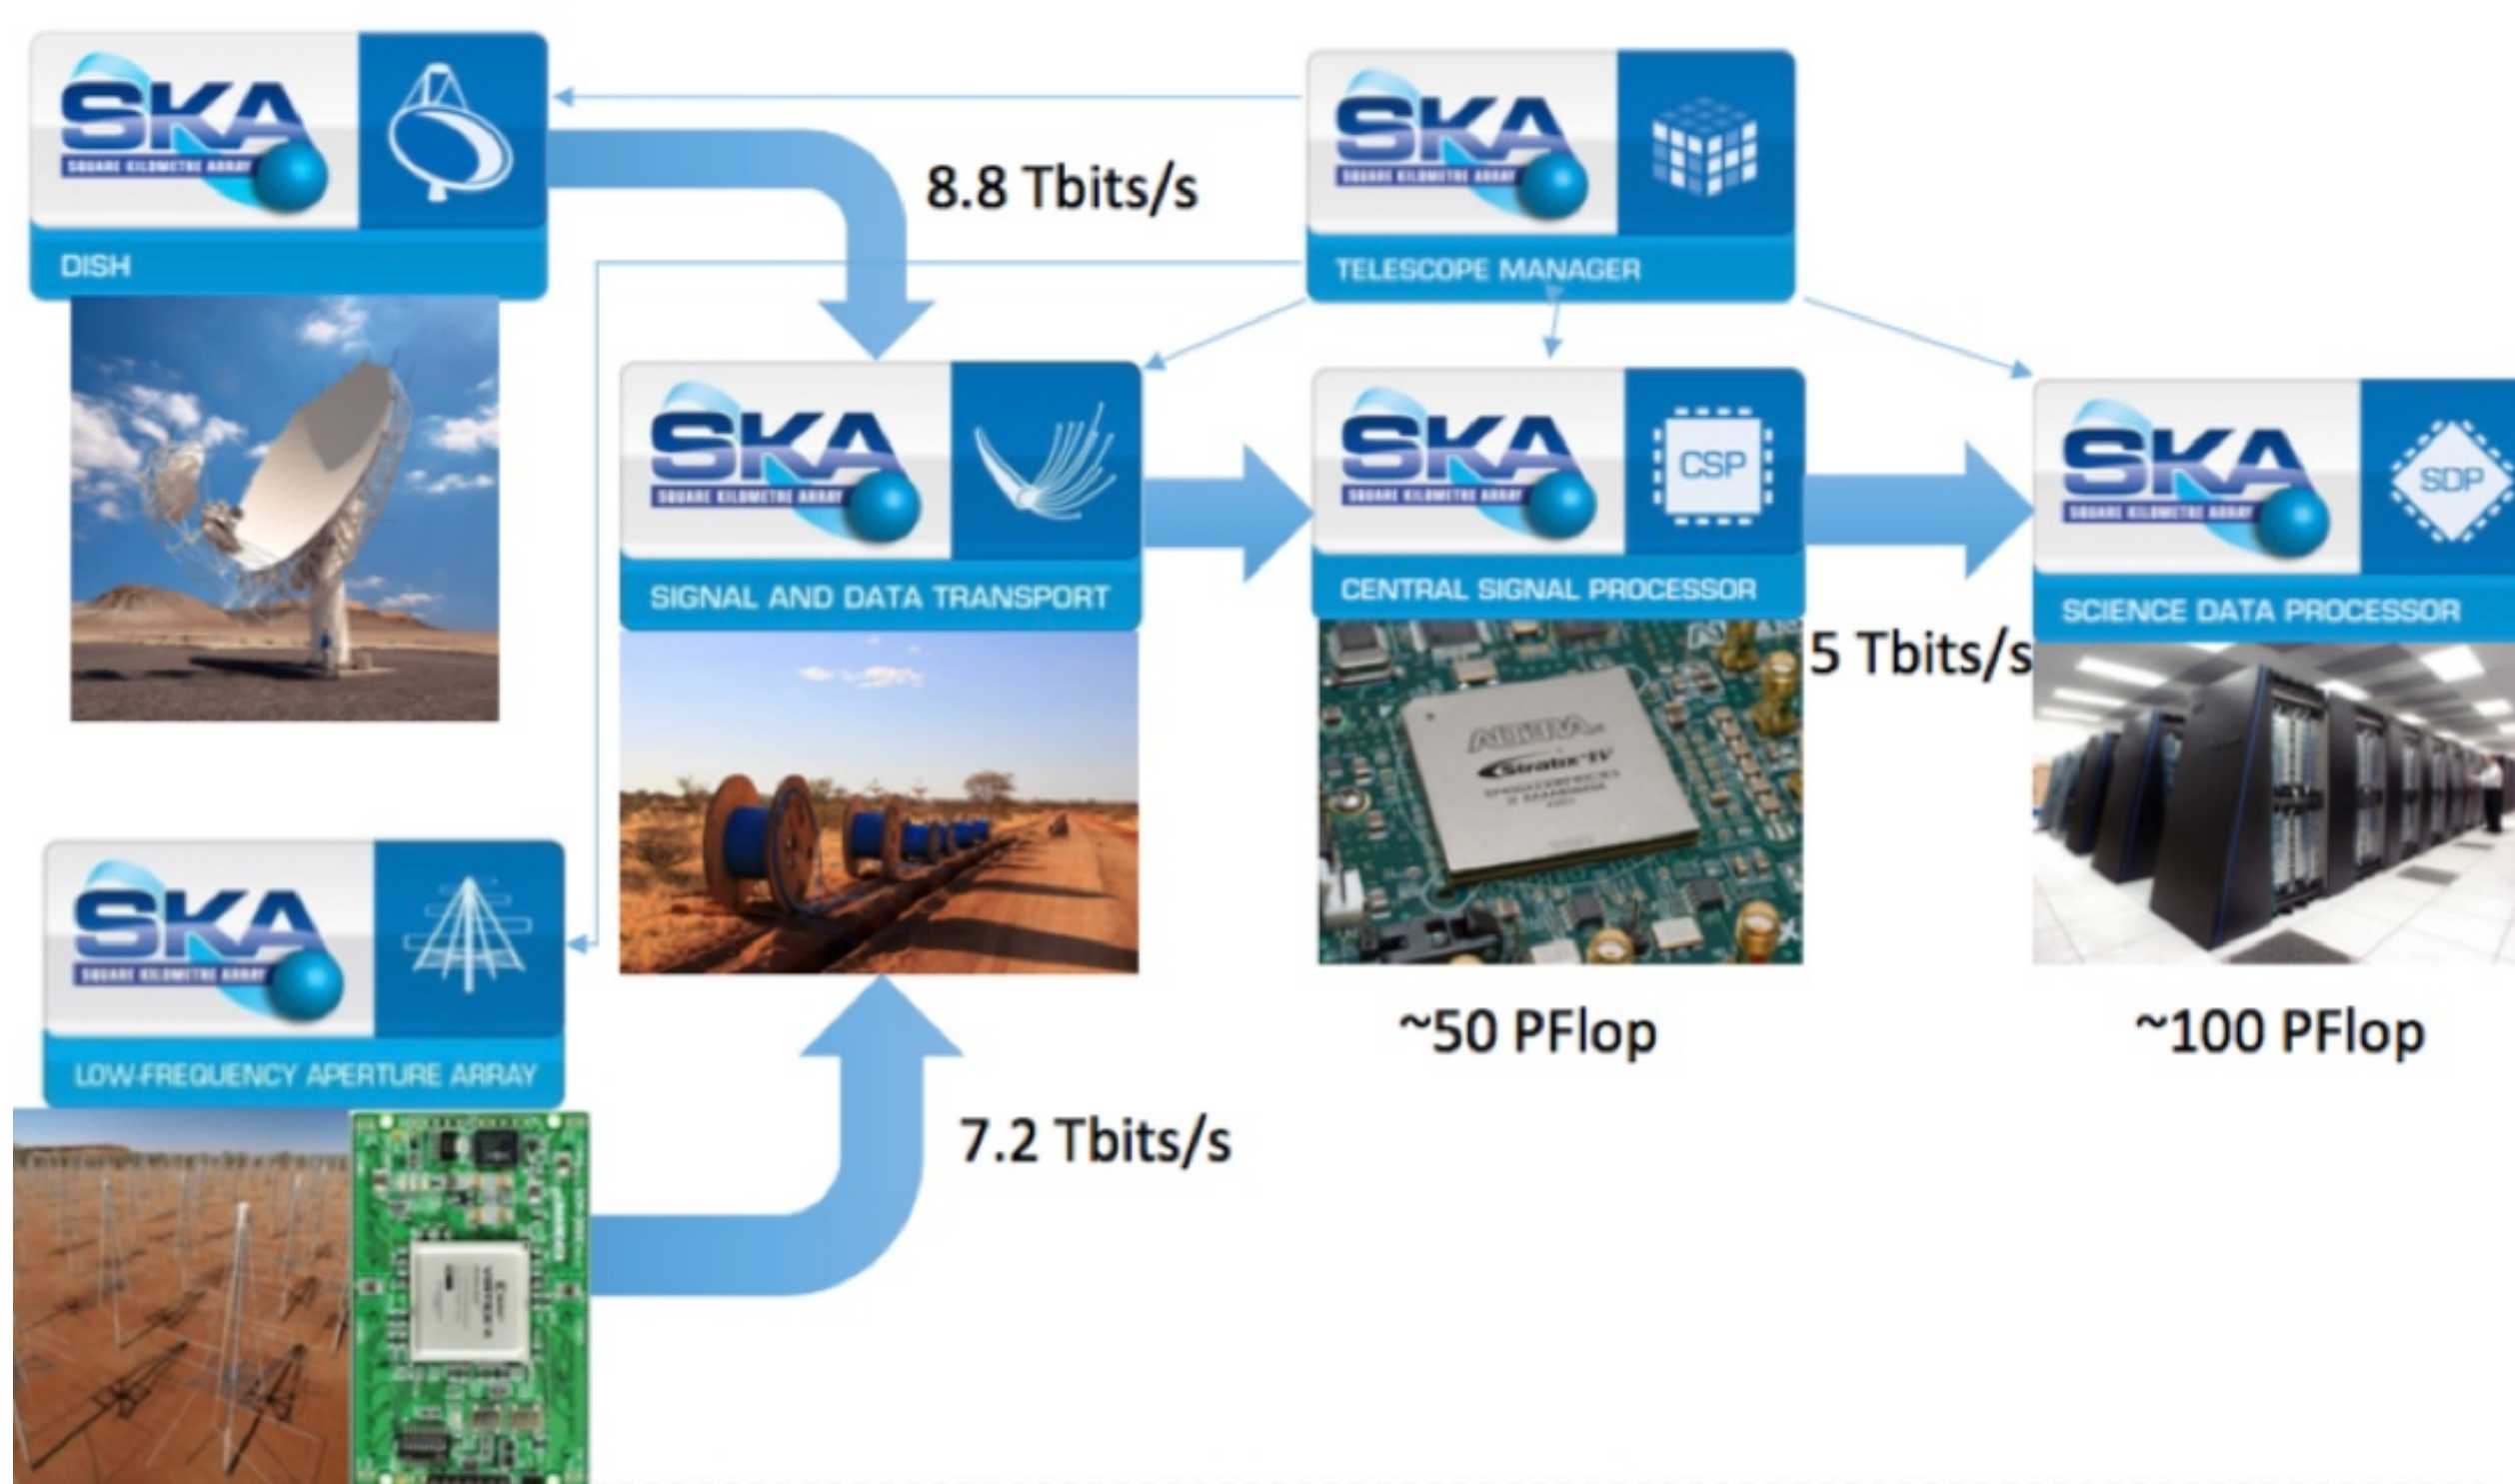 SKA
SQUARE KILOMETRE ARRAY
DISH
8.8 Tbits/s
SKA
SQUARE KILOMETRE ARRAY
TELESCOPE MANAGER
SKA
SQUARE KILOMETRE ARRAY
SIGNAL AND DATA TRANSPORT
SKA
SQUARE KILOMETRE ARRAY
CSP
CENTRAL SIGNAL PROCESSOR
ALTERA
Stratix IV
~50 PFlop
5 Tbits/s
SKA
SQUARE KILOMETRE ARRAY
SDP
SCIENCE DATA PROCESSOR
~100 PFlop
SKA
SQUARE KILOMETRE ARRAY
LOW-FREQUENCY APERTURE ARRAY
7.2 Tbits/s